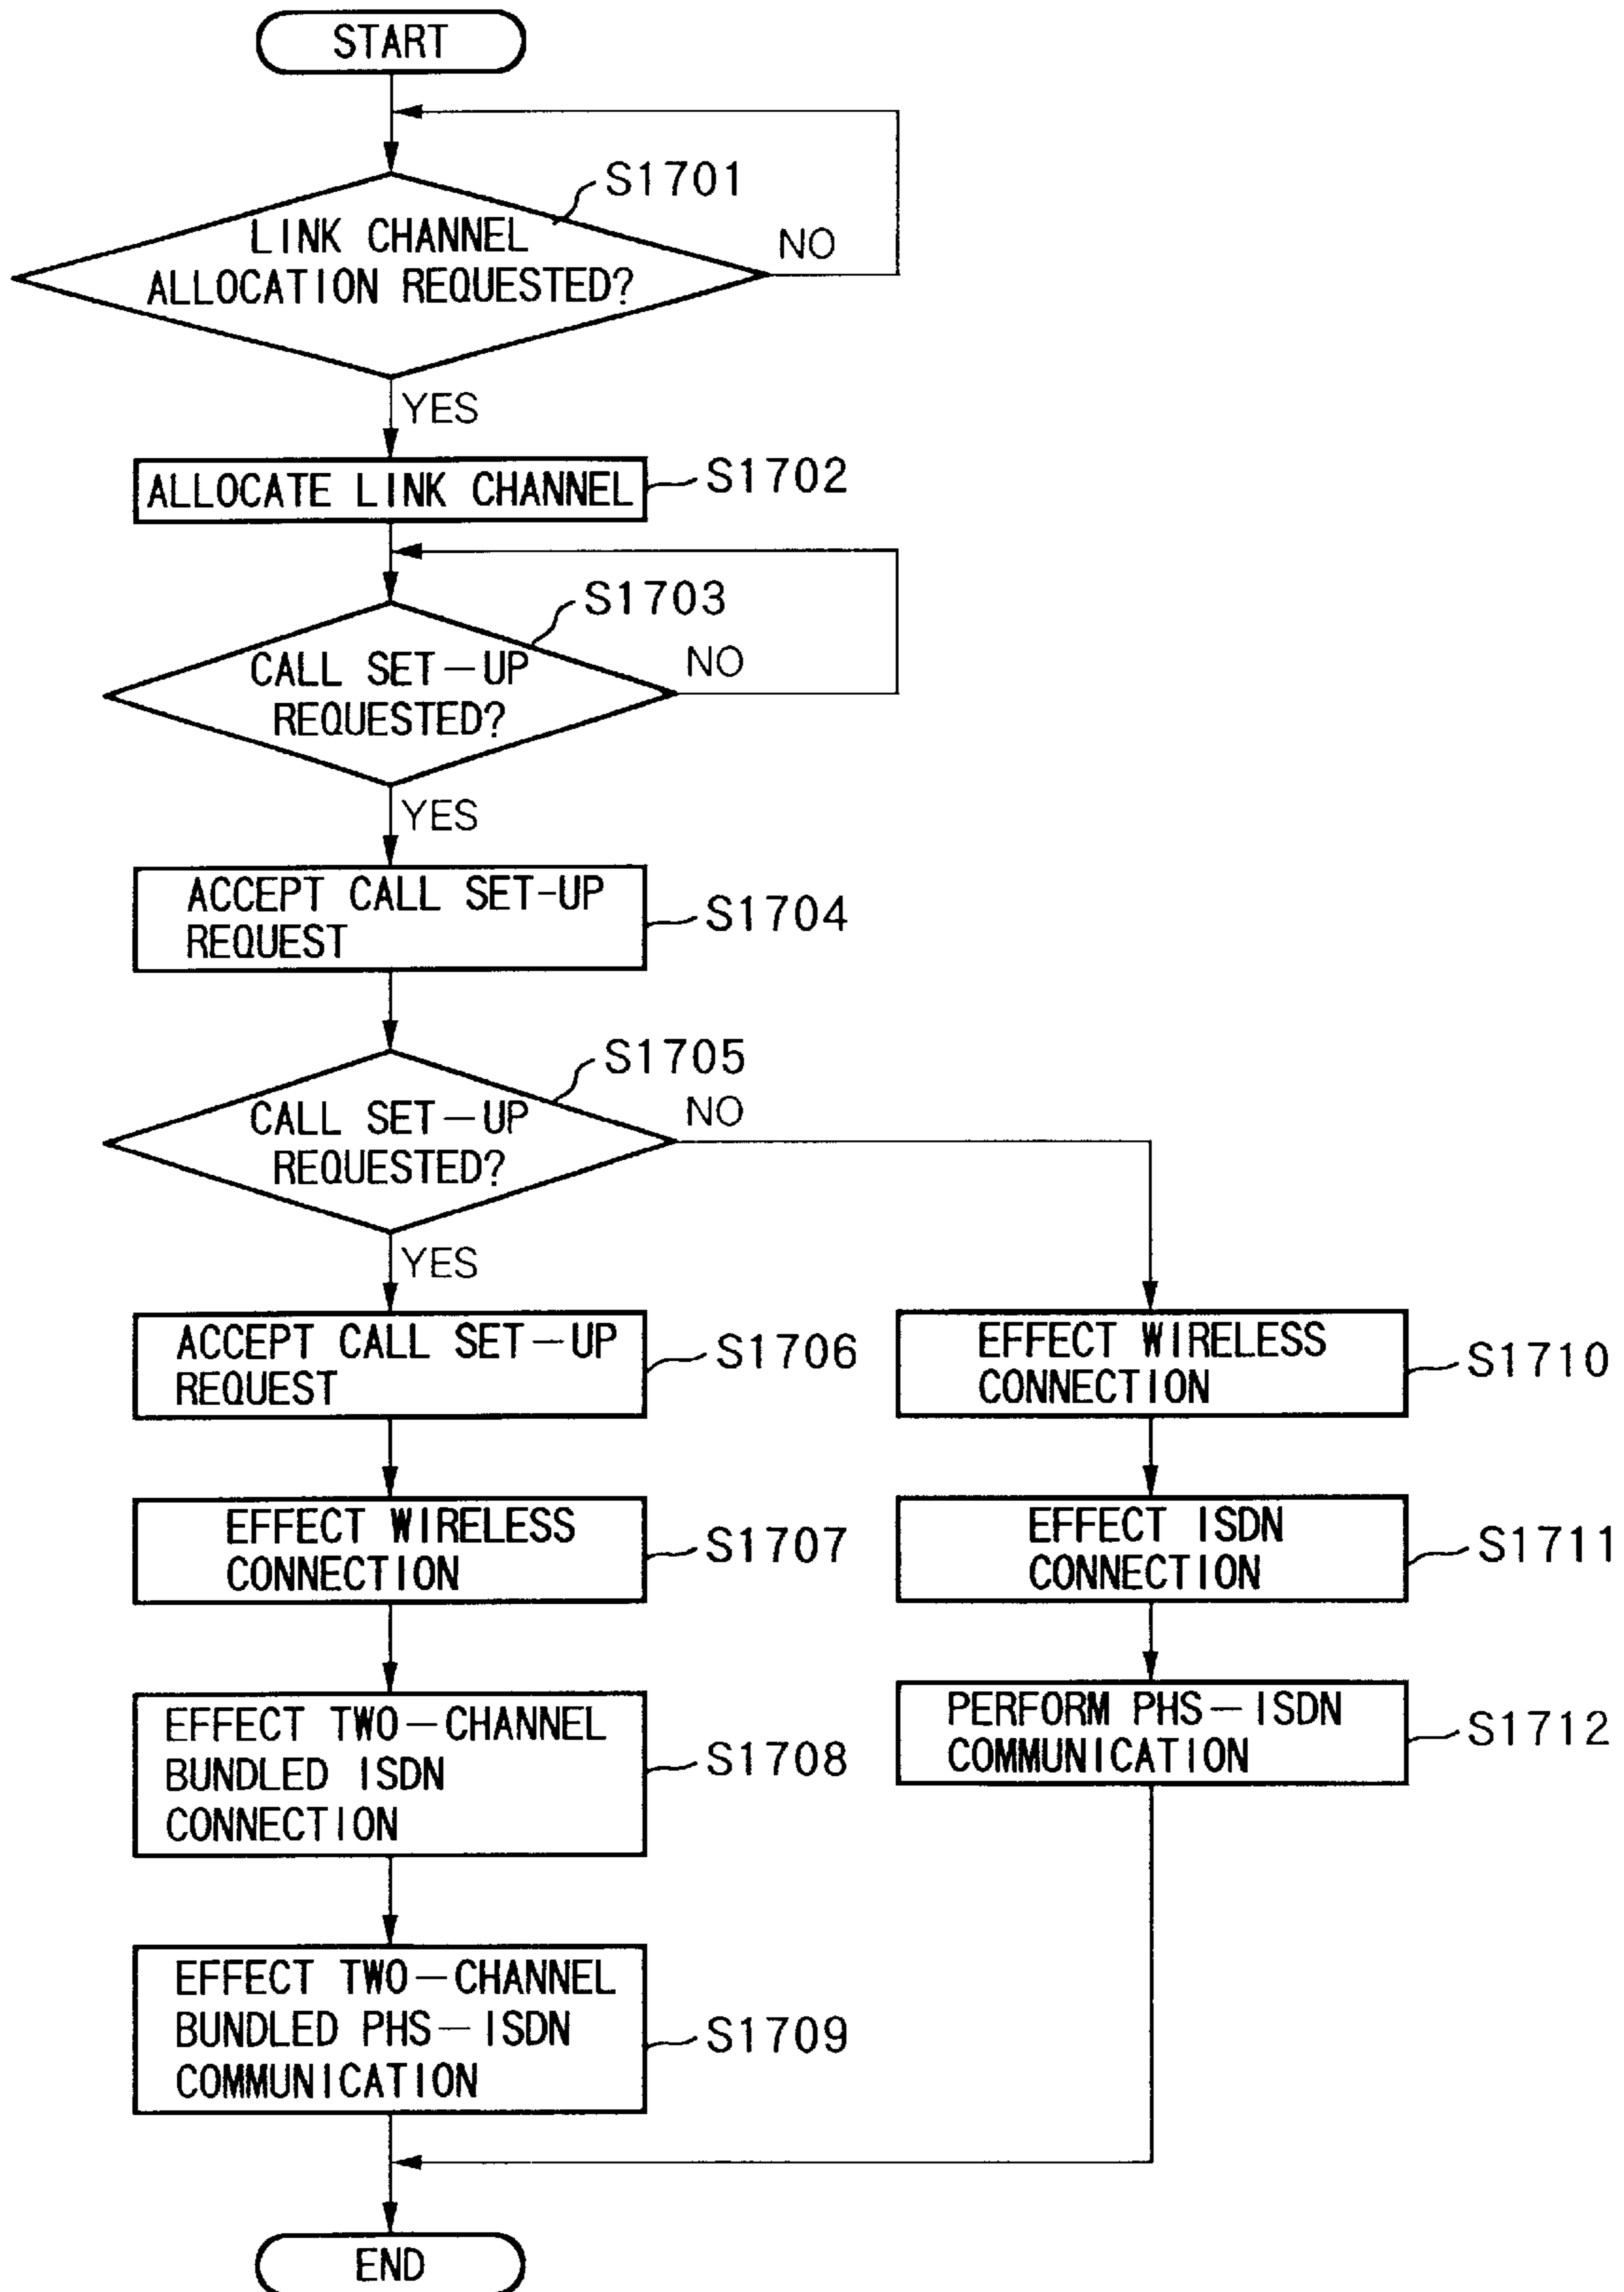 START
S1701
LINK CHANNEL
ALLOCATION REQUESTED?
NO
YES
ALLOCATE LINK CHANNEL
S1702
S1703
CALL SET-UP
REQUESTED?
NO
YES
ACCEPT CALL SET-UP
REQUEST
S1704
S1705
CALL SET-UP
REQUESTED?
NO
YES
ACCEPT CALL SET-UP
REQUEST
S1706
EFFECT WIRELESS
CONNECTION
S1710
EFFECT WIRELESS
CONNECTION
S1707
EFFECT ISDN
CONNECTION
S1711
EFFECT TWO-CHANNEL
BUNDLED ISDN
CONNECTION
S1708
PERFORM PHS-ISDN
COMMUNICATION
S1712
EFFECT TWO-CHANNEL
BUNDLED PHS-ISDN
COMMUNICATION
S1709
END